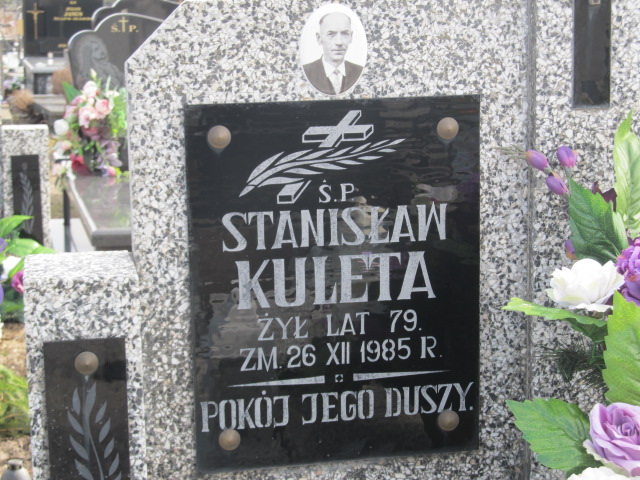 Ś.P.
Ś.P.
STANISŁAW
KULETA
ŻYŁ LAT 79.
ZM. 26 XII 1985 R.
POKÓJ JEGO DUSZY.